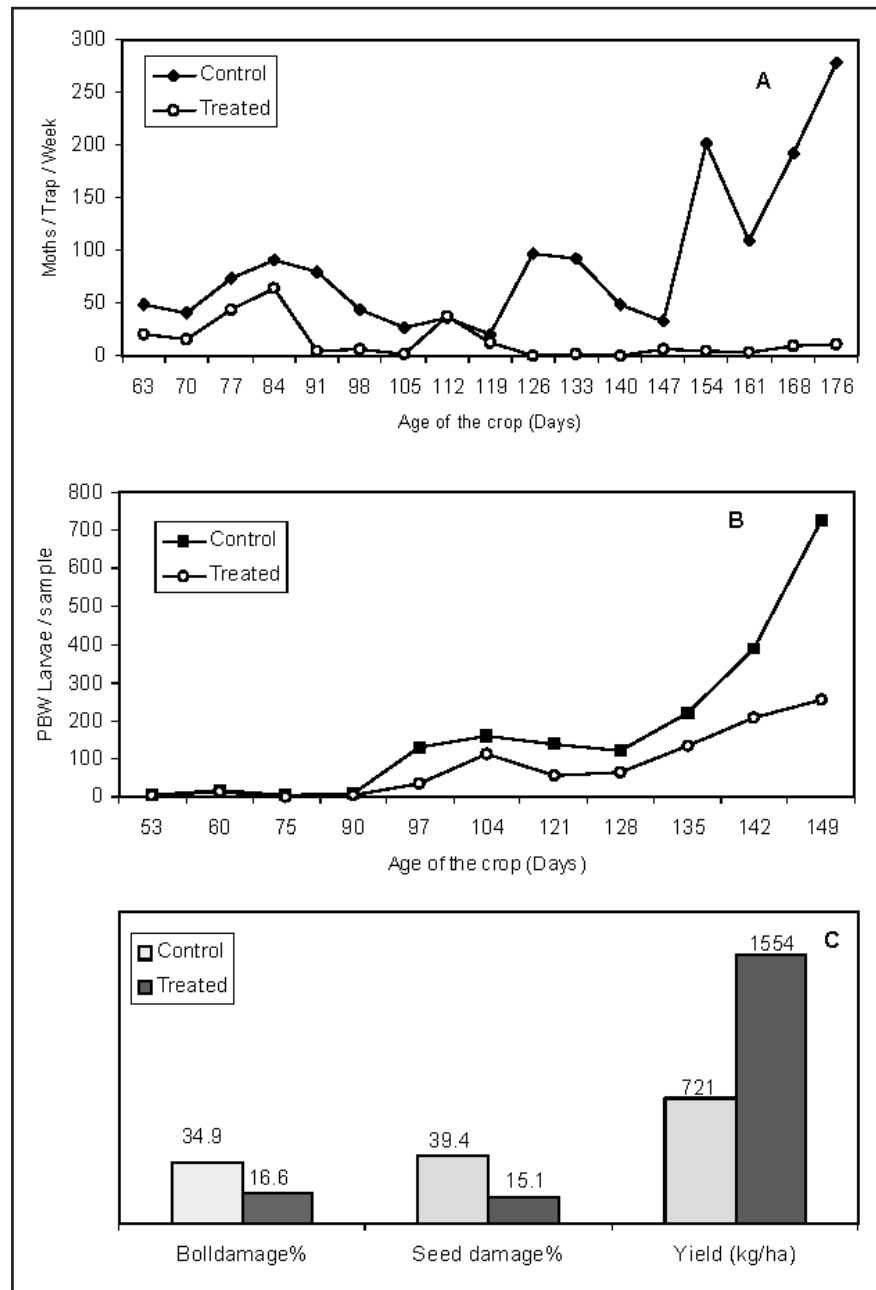 300
250
200
150
100
50
0
Moths / Trap / Week
Control
Treated
A
63 70 77 84 91 98 105 112 119 126 133 140 147 154 161 168 176
Age of the crop (Days)
800
700
600
500
400
300
200
100
0
PBW Larvae / sample
Control
Treated
B
53 60 75 90 97 104 121 128 135 142 149
Age of the crop (Days)
Control
Treated
C
34.9
16.6
39.4
15.1
721
1554
Bolldamage% Seed damage% Yield (kg/ha)